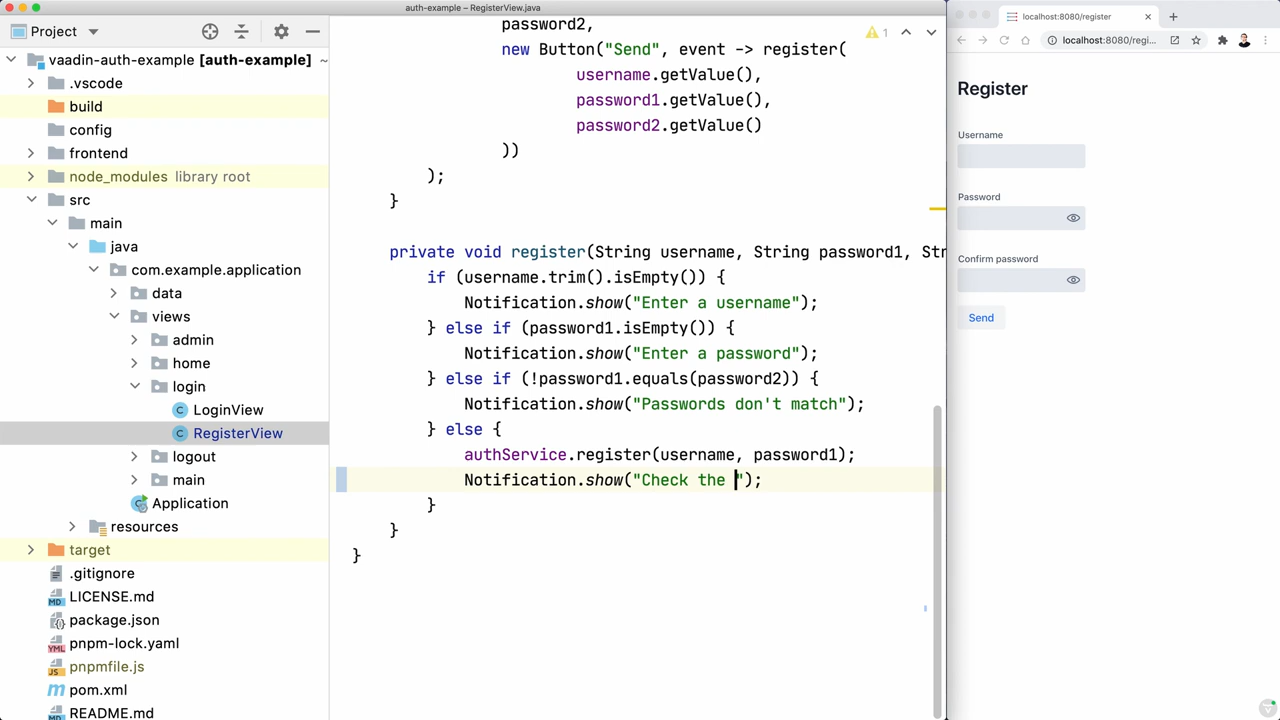 auth-example – RegisterView.java
Project
vaadin-auth-example [auth-example] ~
.vscode
build
config
frontend
node_modules library root
src
main
java
com.example.application
data
views
admin
home
login
LoginView
RegisterView
logout
main
Application
resources
target
.gitignore
LICENSE.md
package.json
pnpm-lock.yaml
pnpmfile.js
pom.xml
README.md
password2,
new Button("Send", event -> register(
username.getValue(),
password1.getValue(),
password2.getValue()
))
);
}
private void register(String username, String password1, Str
if (username.trim().isEmpty()) {
Notification.show("Enter a username");
} else if (password1.isEmpty()) {
Notification.show("Enter a password");
} else if (!password1.equals(password2)) {
Notification.show("Passwords don't match");
} else {
authService.register(username, password1);
Notification.show("Check the ");
}
}
}
1
localhost:8080/register
localhost:8080/regi...
Register
Username
Password
Confirm password
Send